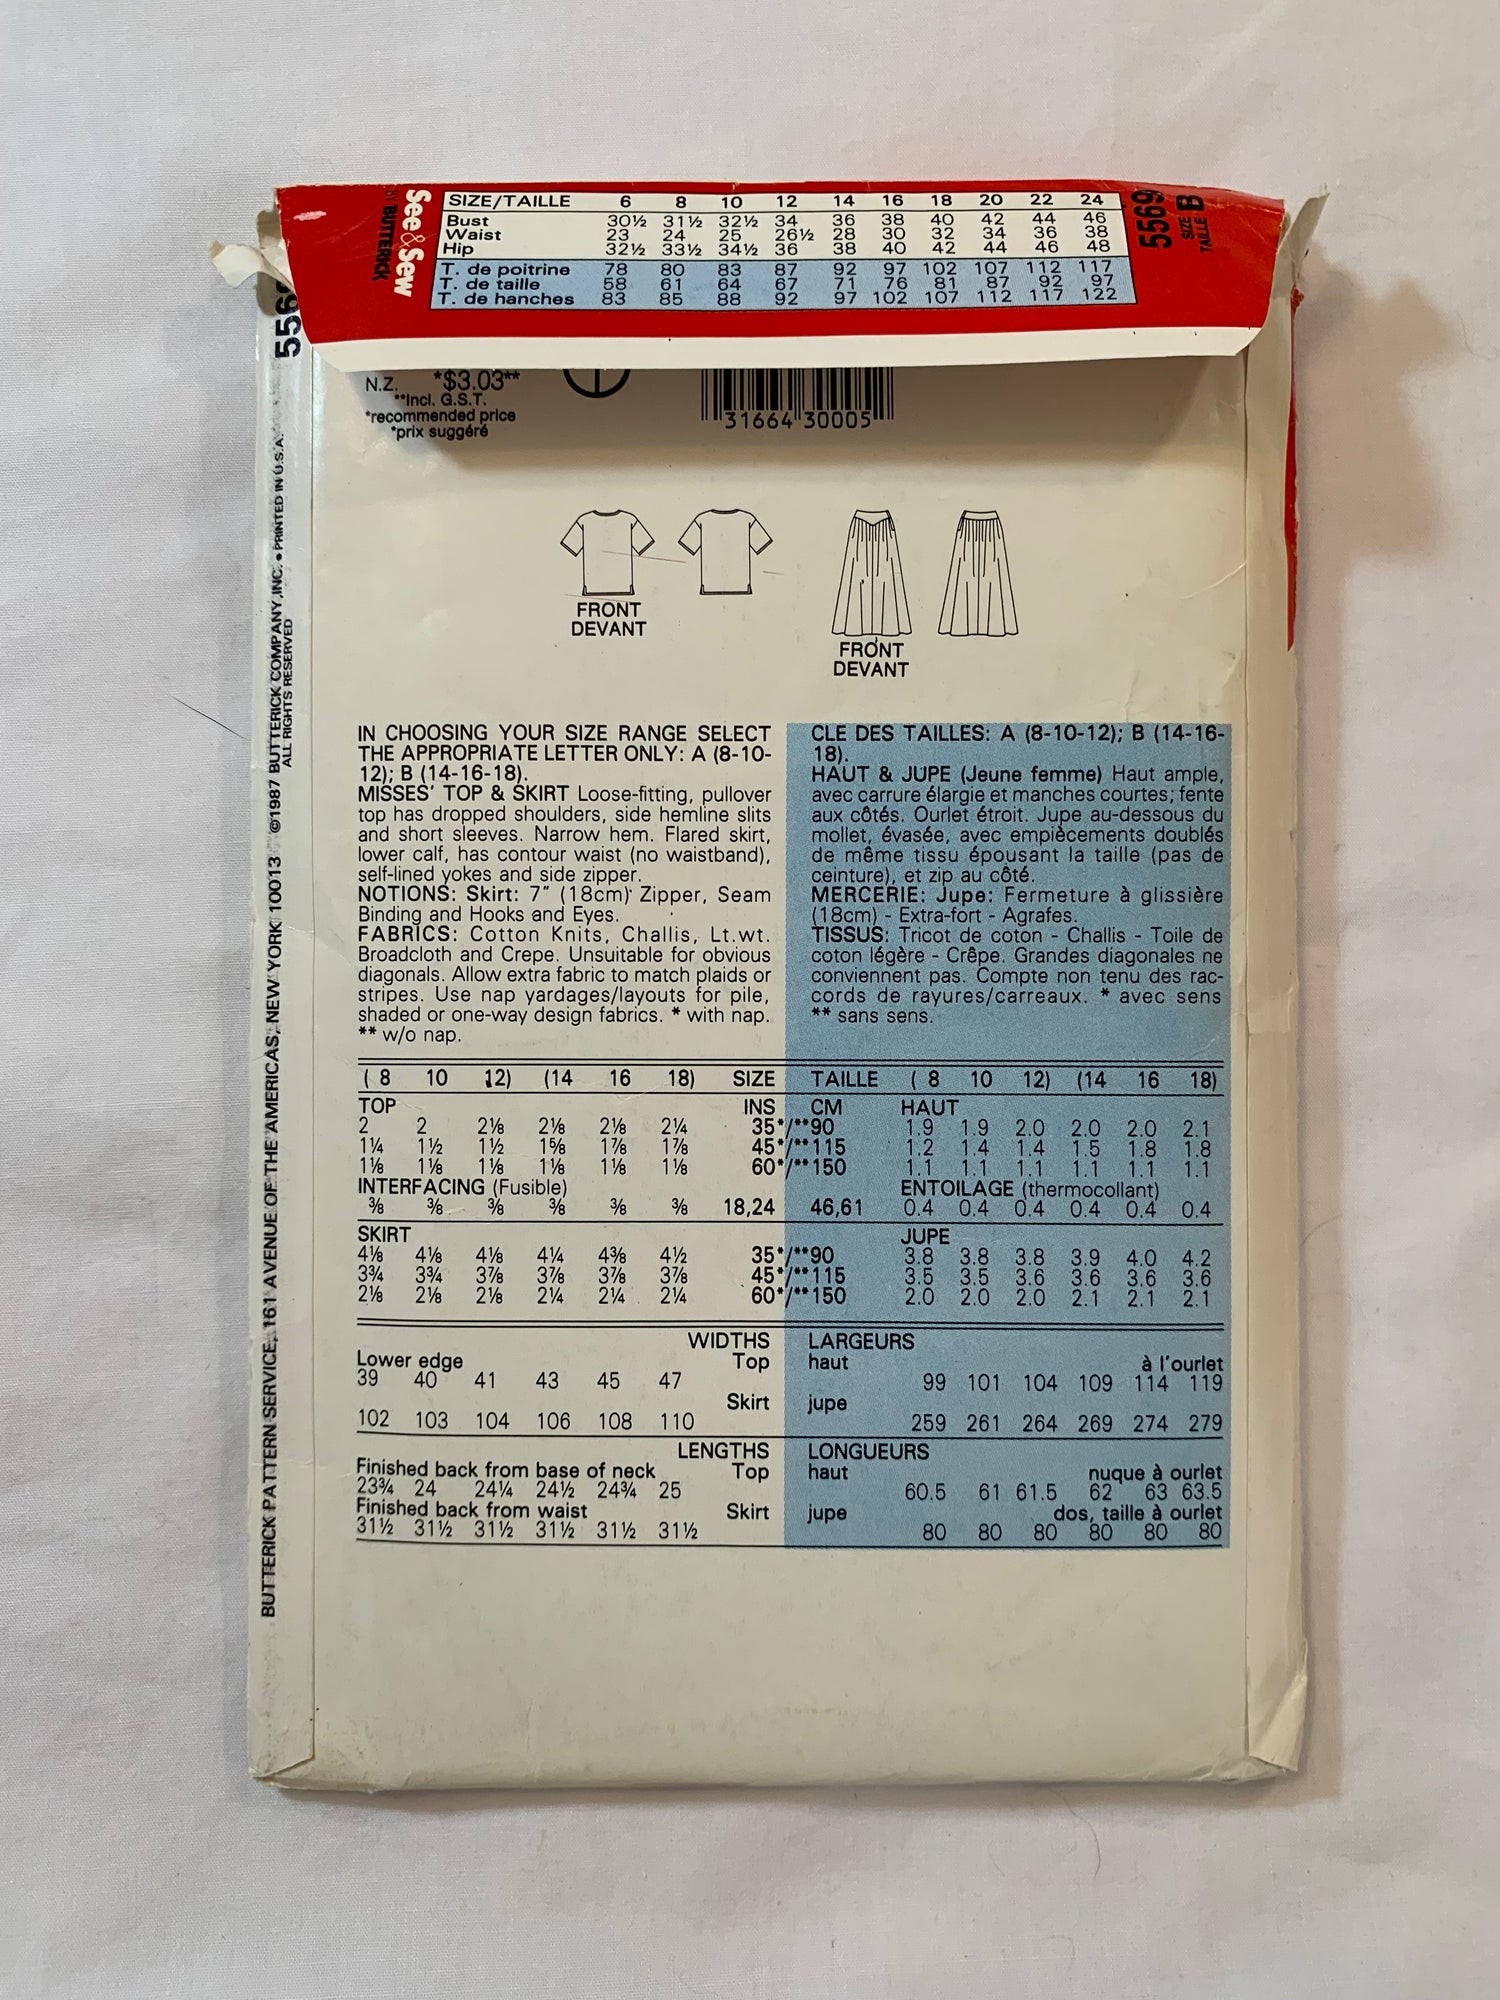 See & Sew
BY BUTTERICK
SIZE/TAILLE 6 8 10 12 14 16 18 20 22 24
Bust 30½ 31½ 32½ 34 36 38 40 42 44 46
Waist 23 24 25 26½ 28 30 32 34 36 38
Hip 32½ 33½ 34½ 36 38 40 42 44 46 48
T. de poitrine 78 80 83 87 92 97 102 107 112 117
T. de taille 58 61 64 67 71 76 81 87 92 97
T. de hanches 83 85 88 92 97 102 107 112 117 122
5569
SIZE
TAILLE B
N.Z. *$3.03**
**Incl. G.S.T.
*recommended price
*prix suggéré
31664 30005
FRONT
DEVANT
FRONT
DEVANT
BUTTERICK PATTERN SERVICE, 161 AVENUE OF THE AMERICAS, NEW YORK 10013 ©1987 BUTTERICK COMPANY, INC. • PRINTED IN U.S.A.
ALL RIGHTS RESERVED
IN CHOOSING YOUR SIZE RANGE SELECT
THE APPROPRIATE LETTER ONLY: A (8-10-
12); B (14-16-18).
MISSES' TOP & SKIRT Loose-fitting, pullover
top has dropped shoulders, side hemline slits
and short sleeves. Narrow hem. Flared skirt,
lower calf, has contour waist (no waistband),
self-lined yokes and side zipper.
NOTIONS: Skirt: 7" (18cm) Zipper, Seam
Binding and Hooks and Eyes.
FABRICS: Cotton Knits, Challis, Lt.wt.
Broadcloth and Crepe. Unsuitable for obvious
diagonals. Allow extra fabric to match plaids or
stripes. Use nap yardages/layouts for pile,
shaded or one-way design fabrics. * with nap.
** w/o nap.
CLE DES TAILLES: A (8-10-12); B (14-16-
18).
HAUT & JUPE (Jeune femme) Haut ample,
avec carrure élargie et manches courtes; fente
aux côtés. Ourlet étroit. Jupe au-dessous du
mollet, évasée, avec empiècements doublés
de même tissu épousant la taille (pas de
ceinture), et zip au côté.
MERCERIE: Jupe: Fermeture à glissière
(18cm) - Extra-fort - Agrafes.
TISSUS: Tricot de coton - Challis - Toile de
coton légère - Crêpe. Grandes diagonales ne
conviennent pas. Compte non tenu des rac-
cords de rayures/carreaux. * avec sens
** sans sens.
( 8 10 12) (14 16 18) SIZE TAILLE ( 8 10 12) (14 16 18)
TOP INS CM HAUT
2 2 2⅛ 2⅛ 2⅛ 2¼ 35*/**90 1.9 1.9 2.0 2.0 2.0 2.1
1¼ 1½ 1½ 1⅝ 1⅞ 1⅞ 45*/**115 1.2 1.4 1.4 1.5 1.8 1.8
1⅛ 1⅛ 1⅛ 1⅛ 1⅛ 1⅛ 60*/**150 1.1 1.1 1.1 1.1 1.1 1.1
INTERFACING (Fusible) ENTOILAGE (thermocollant)
⅜ ⅜ ⅜ ⅜ ⅜ ⅜ 18,24 46,61 0.4 0.4 0.4 0.4 0.4 0.4
SKIRT JUPE
4⅛ 4⅛ 4⅛ 4¼ 4⅜ 4½ 35*/**90 3.8 3.8 3.8 3.9 4.0 4.2
3¾ 3¾ 3⅞ 3⅞ 3⅞ 3⅞ 45*/**115 3.5 3.5 3.6 3.6 3.6 3.6
2⅛ 2⅛ 2⅛ 2¼ 2¼ 2¼ 60*/**150 2.0 2.0 2.0 2.1 2.1 2.1
WIDTHS LARGEURS
Lower edge Top haut à l'ourlet
39 40 41 43 45 47 99 101 104 109 114 119
Skirt jupe
102 103 104 106 108 110 259 261 264 269 274 279
LENGTHS LONGUEURS
Finished back from base of neck Top haut nuque à ourlet
23¾ 24 24¼ 24½ 24¾ 25 60.5 61 61.5 62 63 63.5
Finished back from waist Skirt jupe dos, taille à ourlet
31½ 31½ 31½ 31½ 31½ 31½ 80 80 80 80 80 80